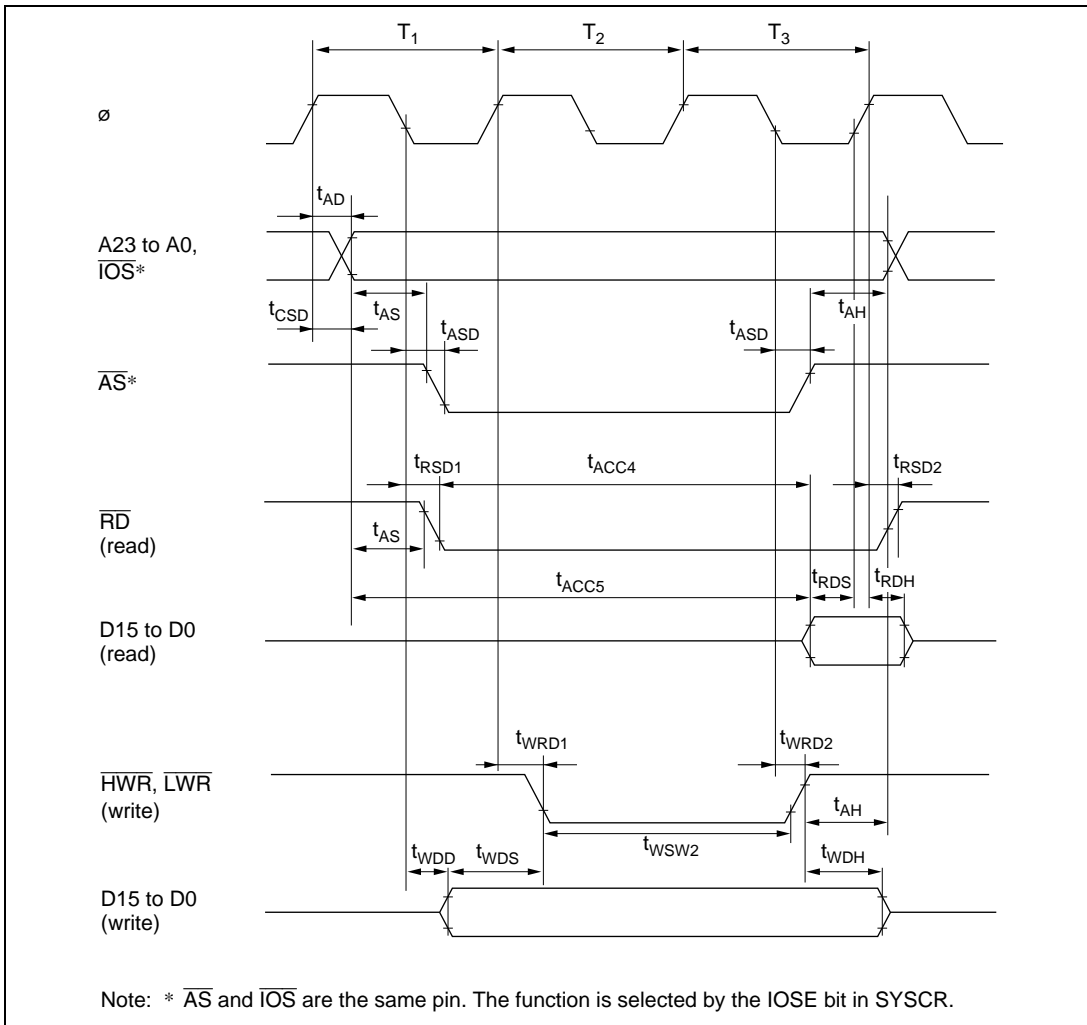 T1 T2 T3
ø
tAD
A23 to A0,
IOS*
tCSD tAS tASD tASD tAH
AS*
tRSD1 tACC4 tRSD2
RD
(read)
tAS
tACC5 tRDS tRDH
D15 to D0
(read)
tWRD1 tWRD2
HWR, LWR
(write)
tAH
tWSW2
tWDD tWDS tWDH
D15 to D0
(write)
Note: * AS and IOS are the same pin. The function is selected by the IOSE bit in SYSCR.